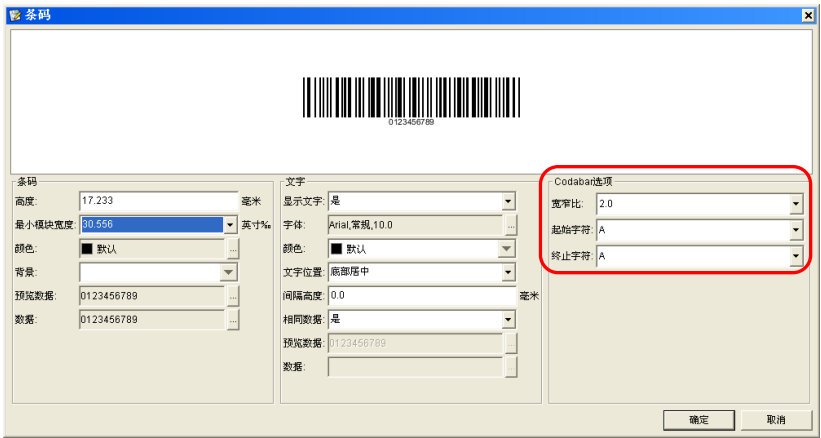 条码
0123456789
条码
高度: 17.233 毫米
最小模块宽度: 30.556 英寸‰
颜色: 默认 ...
背景:
预览数据: 0123456789 ...
数据: 0123456789 ...
文字
显示文字: 是
字体: Arial,常规,10.0 ...
颜色: 默认
文字位置: 底部居中
间隔高度: 0.0 毫米
相同数据: 是
预览数据: 0123456789 ...
数据: ...
Codabar选项
宽窄比: 2.0
起始字符: A
终止字符: A
确定 取消